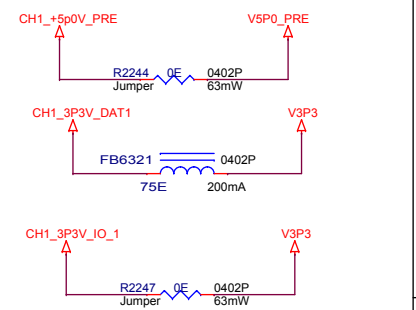 CH1_+5p0V_PRE V5P0_PRE
R2244 0E 0402P
Jumper 63mW
CH1_3P3V_DAT1 V3P3
FB6321 0402P
75E 200mA
CH1_3P3V_IO_1 V3P3
R2247 0E 0402P
Jumper 63mW